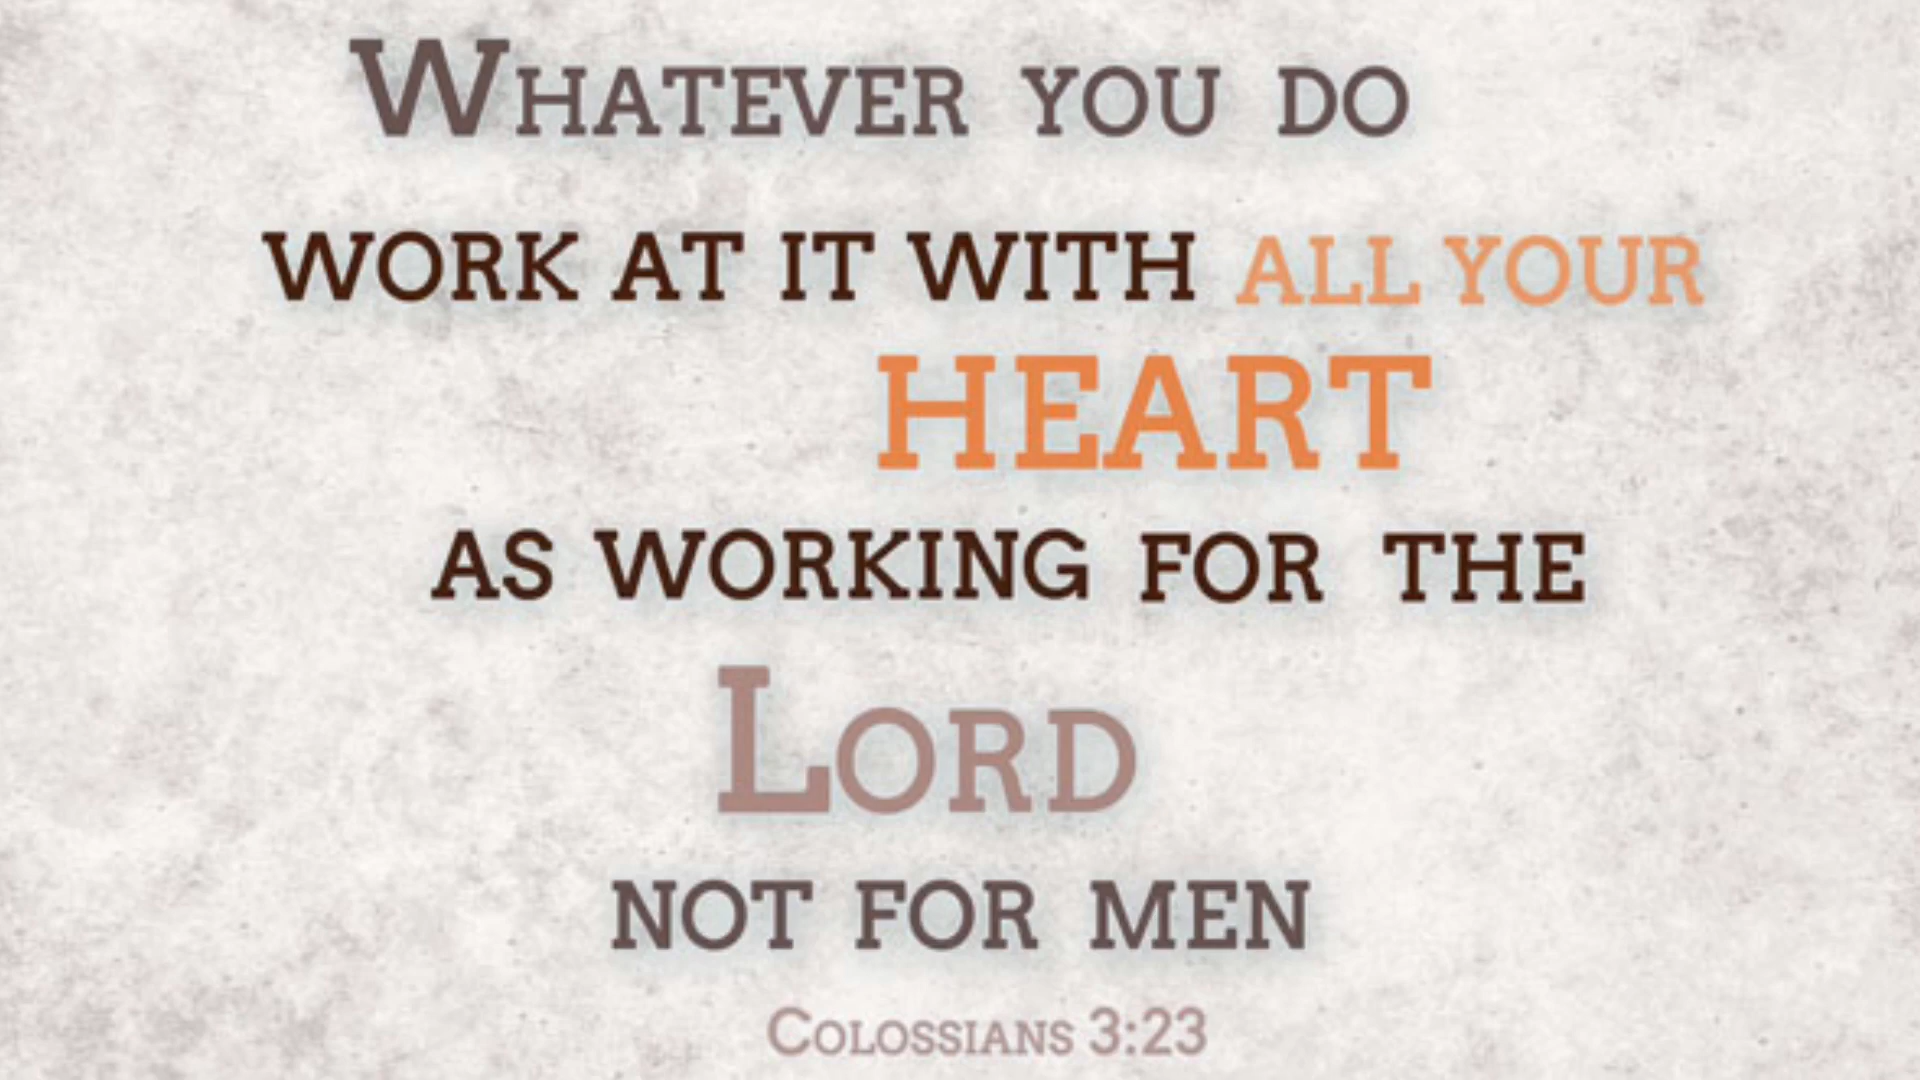 Whatever you do
work at it with all your
heart
as working for the
Lord
not for men
Colossians 3:23